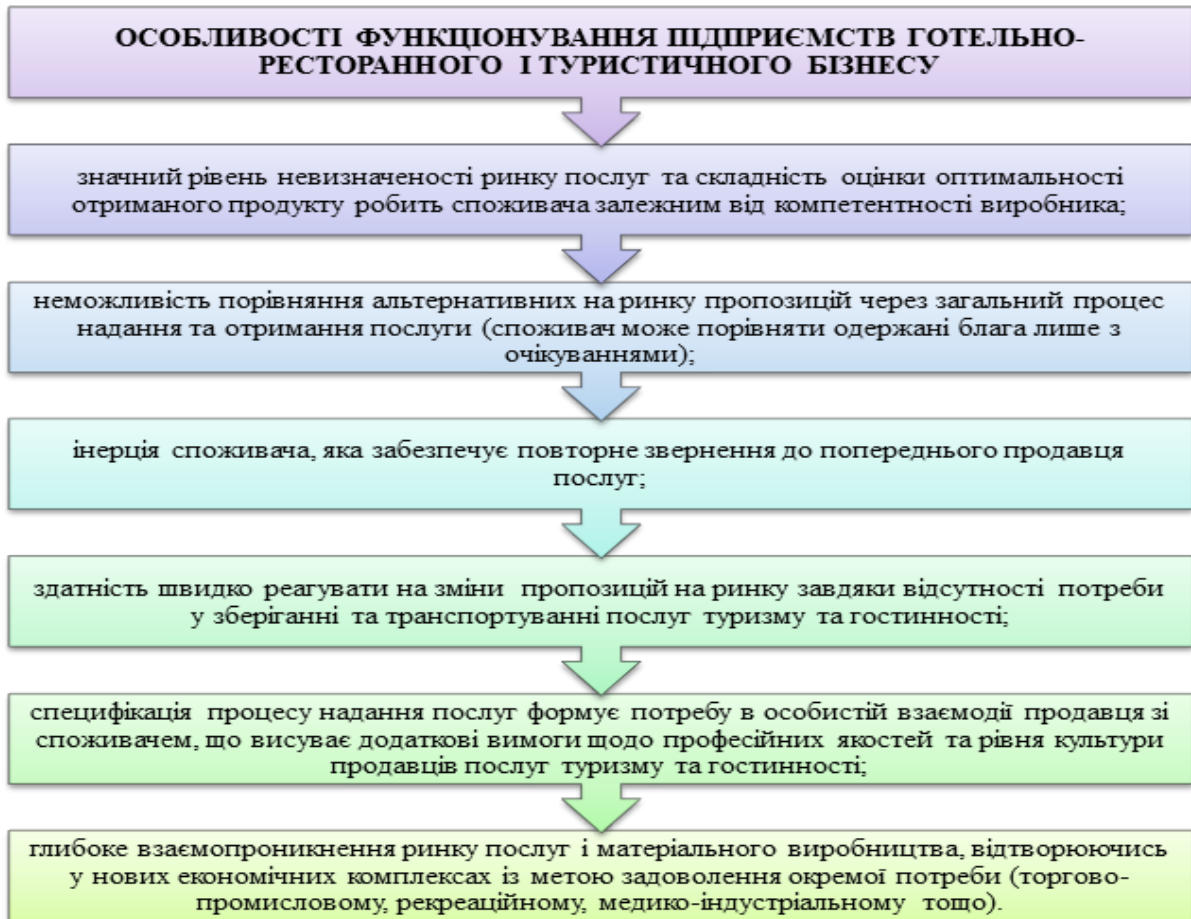 ОСОБЛИВОСТІ ФУНКЦІОНУВАННЯ ПІДПРИЄМСТВ ГОТЕЛЬНО-
РЕСТОРАННОГО І ТУРИСТИЧНОГО БІЗНЕСУ
значний рівень невизначеності ринку послуг та складність оцінки оптимальності
отриманого продукту робить споживача залежним від компетентності виробника;
неможливість порівняння альтернативних на ринку пропозицій через загальний процес
надання та отримання послуги (споживач може порівняти одержані блага лише з
очікуваннями);
інерція споживача, яка забезпечує повторне звернення до попереднього продавця
послуг;
здатність швидко реагувати на зміни пропозицій на ринку завдяки відсутності потреби
у зберіганні та транспортуванні послуг туризму та гостинності;
специфікація процесу надання послуг формує потребу в особистій взаємодії продавця зі
споживачем, що висуває додаткові вимоги щодо професійних якостей та рівня культури
продавців послуг туризму та гостинності;
глибоке взаємопроникнення ринку послуг і матеріального виробництва, відтворюючись
у нових економічних комплексах із метою задоволення окремої потреби (торгово-
промисловому, рекреаційному, медико-індустріальному тощо).